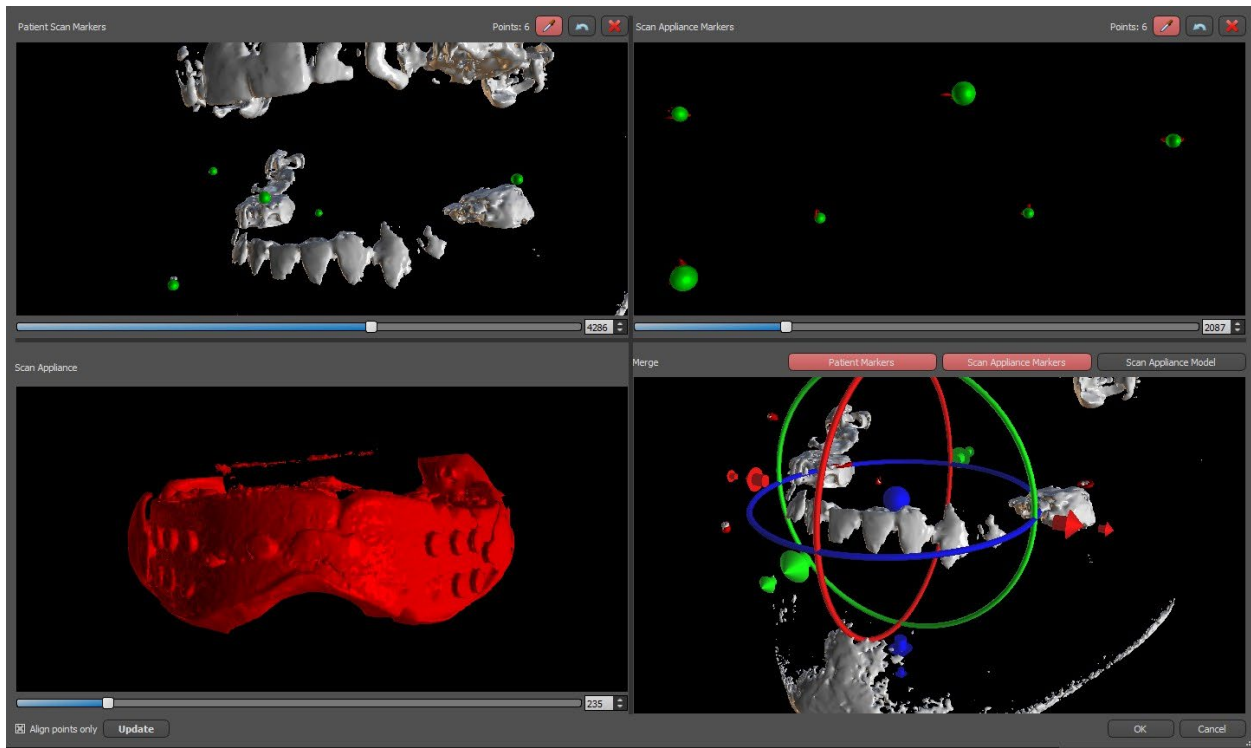 Patient Scan Markers
Points: 6
Scan Appliance Markers
Points: 6
4286
2087
Scan Appliance
Merge
Patient Markers
Scan Appliance Markers
Scan Appliance Model
235
Align points only
Update
OK
Cancel